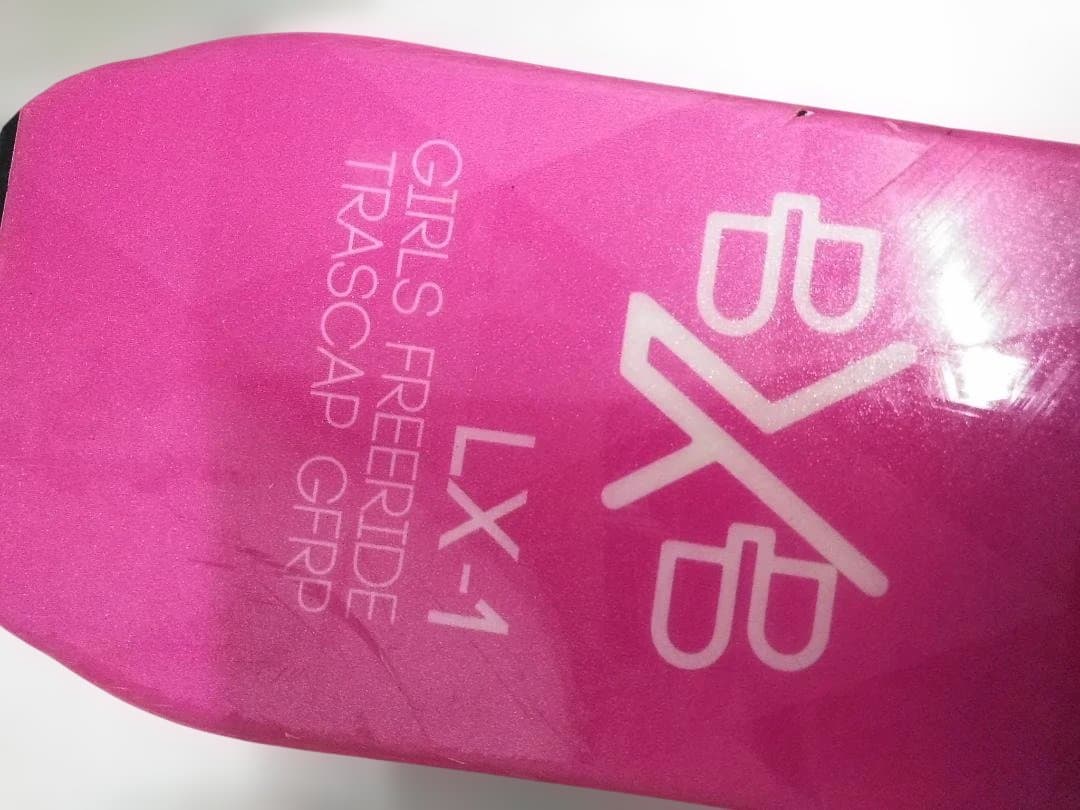 BXB
LX-1
GIRLS FREERIDE
TRASCAP GFRP